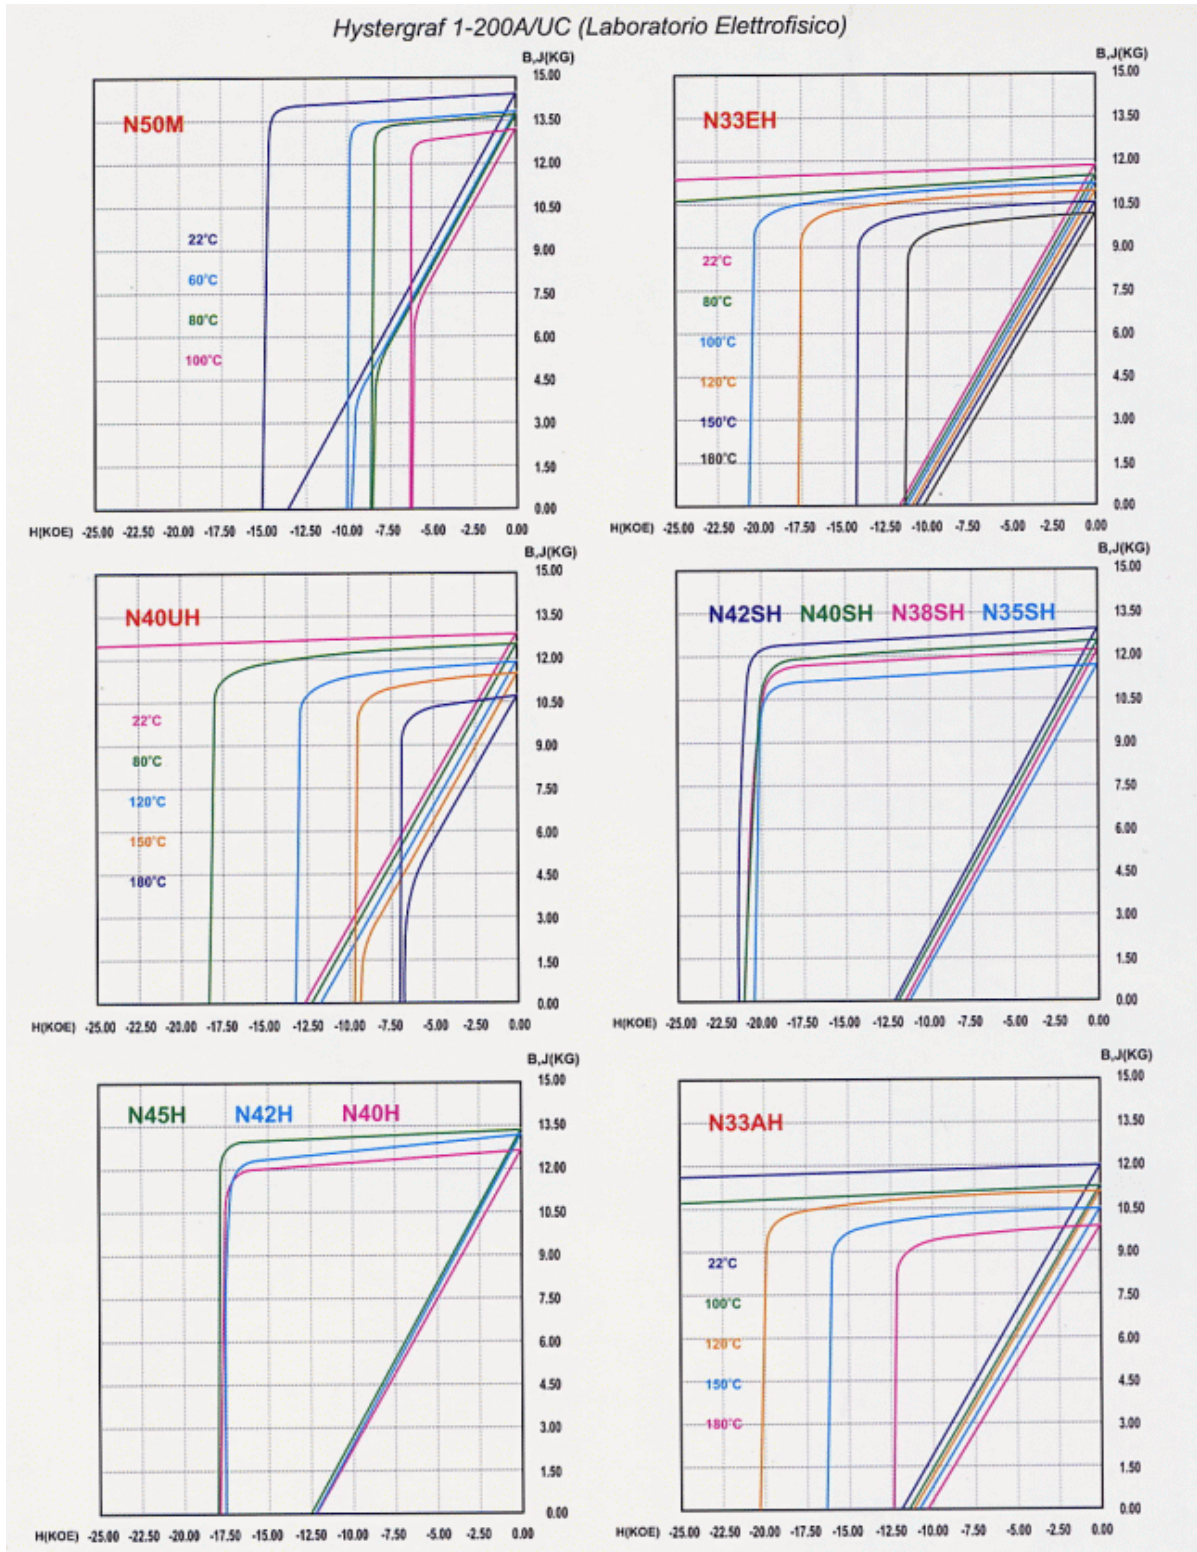 Hystergraf 1-200A/UC (Laboratorio Elettrofisico)
B,J(KG)
15.00
N50M
13.50
12.00
10.50
22°C
9.00
60°C
7.50
80°C
6.00
100°C
4.50
3.00
1.50
0.00
H(KOE) -25.00 -22.50 -20.00 -17.50 -15.00 -12.50 -10.00 -7.50 -5.00 -2.50 0.00
B,J(KG)
15.00
N33EH
13.50
12.00
10.50
9.00
22°C
7.50
80°C
6.00
100°C
4.50
120°C
3.00
150°C
1.50
180°C
0.00
H(KOE) -25.00 -22.50 -20.00 -17.50 -15.00 -12.50 -10.00 -7.50 -5.00 -2.50 0.00
B,J(KG)
15.00
N40UH
13.50
12.00
10.50
22°C
9.00
80°C
7.50
120°C
6.00
150°C
4.50
180°C
3.00
1.50
0.00
H(KOE) -25.00 -22.50 -20.00 -17.50 -15.00 -12.50 -10.00 -7.50 -5.00 -2.50 0.00
B,J(KG)
15.00
N42SH N40SH N38SH N35SH
13.50
12.00
10.50
9.00
7.50
6.00
4.50
3.00
1.50
0.00
H(KOE) -25.00 -22.50 -20.00 -17.50 -15.00 -12.50 -10.00 -7.50 -5.00 -2.50 0.00
B,J(KG)
15.00
N45H N42H N40H
13.50
12.00
10.50
9.00
7.50
6.00
4.50
3.00
1.50
0.00
H(KOE) -25.00 -22.50 -20.00 -17.50 -15.00 -12.50 -10.00 -7.50 -5.00 -2.50 0.00
B,J(KG)
15.00
N33AH
13.50
12.00
10.50
9.00
22°C
7.50
100°C
6.00
120°C
4.50
150°C
3.00
180°C
1.50
0.00
H(KOE) -25.00 -22.50 -20.00 -17.50 -15.00 -12.50 -10.00 -7.50 -5.00 -2.50 0.00